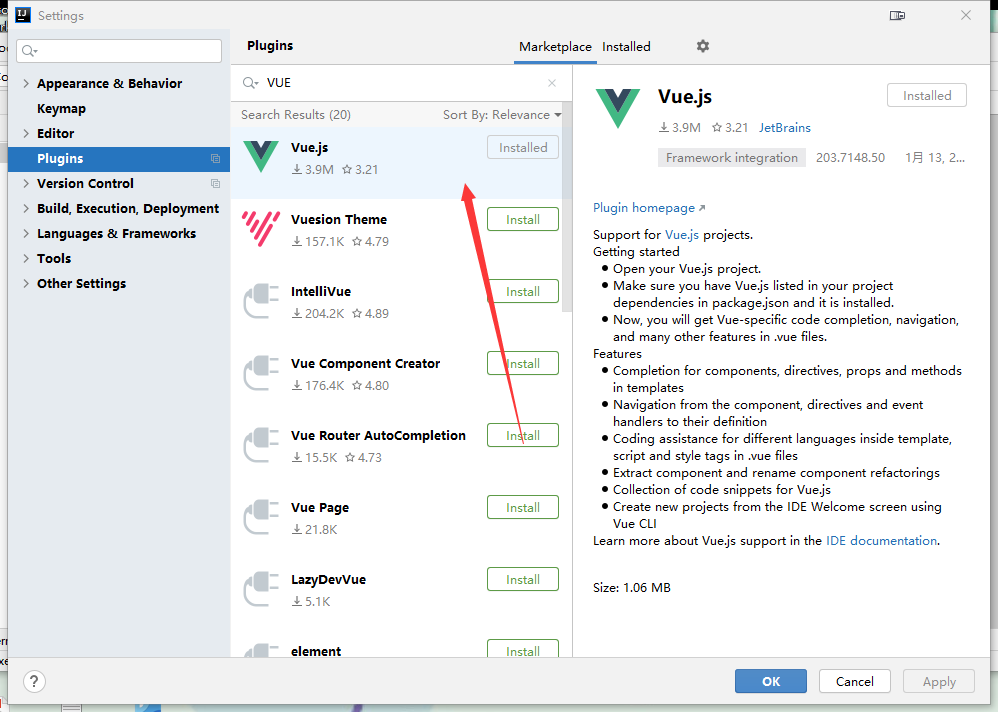 Settings
Plugins
Marketplace
Installed
Appearance & Behavior
Keymap
Editor
Plugins
Version Control
Build, Execution, Deployment
Languages & Frameworks
Tools
Other Settings
VUE
Search Results (20)
Sort By: Relevance
Vue.js
3.9M 3.21
Installed
Vuesion Theme
157.1K 4.79
Install
IntelliVue
204.2K 4.89
Install
Vue Component Creator
176.4K 4.80
Install
Vue Router AutoCompletion
15.5K 4.73
Install
Vue Page
21.8K
Install
LazyDevVue
5.1K
Install
element
Install
Vue.js
Installed
3.9M 3.21 JetBrains
Framework integration 203.7148.50 1月 13, 2...
Plugin homepage
Support for Vue.js projects.
Getting started
Open your Vue.js project.
Make sure you have Vue.js listed in your project
dependencies in package.json and it is installed.
Now, you will get Vue-specific code completion, navigation,
and many other features in .vue files.
Features
Completion for components, directives, props and methods
in templates
Navigation from the component, directives and event
handlers to their definition
Coding assistance for different languages inside template,
script and style tags in .vue files
Extract component and rename component refactorings
Collection of code snippets for Vue.js
Create new projects from the IDE Welcome screen using
Vue CLI
Learn more about Vue.js support in the IDE documentation.
Size: 1.06 MB
?
OK
Cancel
Apply